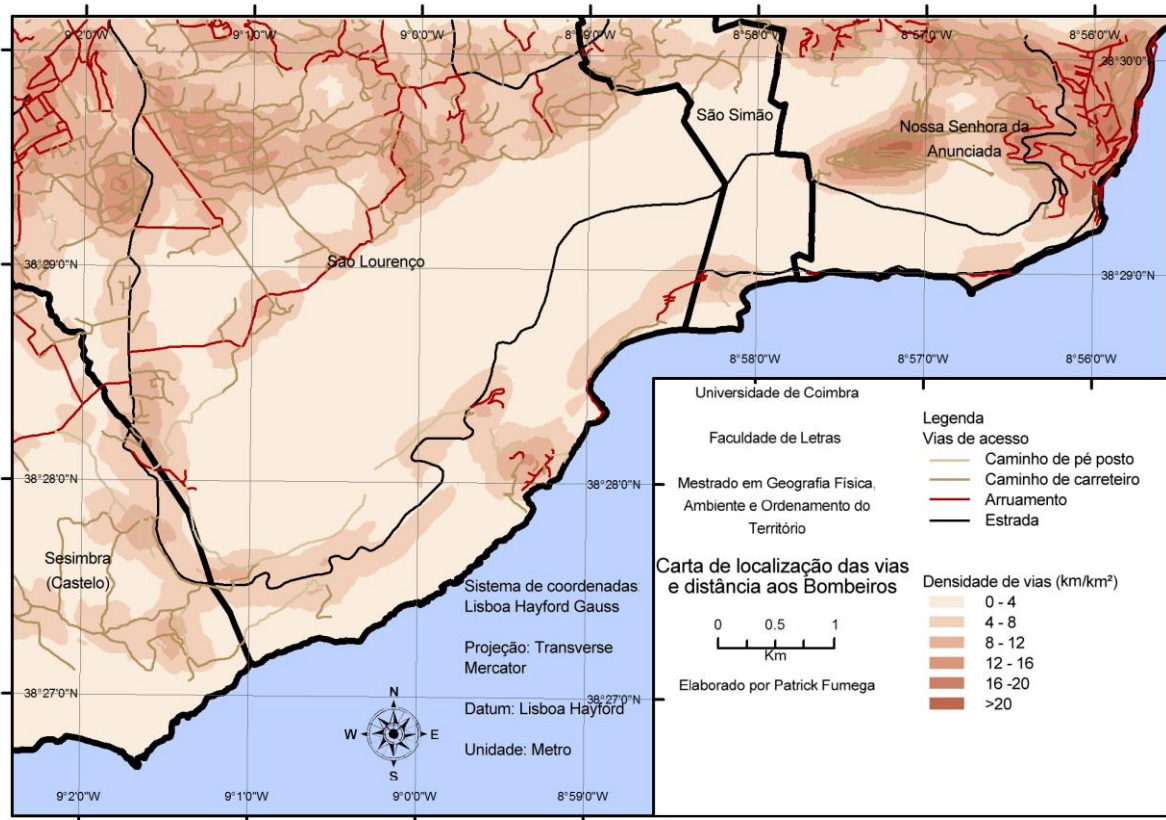 9°2'0"W 9°1'0"W 9°0'0"W 8°59'0"W 8°58'0"W 8°57'0"W 8°56'0"W
38°30'0"N
São Simão
Nossa Senhora da
Anunciada
38°29'0"N
São Lourenço
38°29'0"N
8°58'0"W 8°57'0"W 8°56'0"W
38°28'0"N
38°28'0"N
Sesimbra
(Castelo)
38°27'0"N
38°27'0"N
Sistema de coordenadas:
Lisboa Hayford Gauss
Projeção: Transverse
Mercator
Datum: Lisboa Hayford
Unidade: Metro
N
W E
S
9°2'0"W 9°1'0"W 9°0'0"W 8°59'0"W
Universidade de Coimbra
Faculdade de Letras
Mestrado em Geografia Física,
Ambiente e Ordenamento do
Território
Carta de localização das vias
e distância aos Bombeiros
0 0.5 1
Km
Elaborado por Patrick Fumega
Legenda
Vias de acesso
Caminho de pé posto
Caminho de carreteiro
Arruamento
Estrada
Densidade de vias (km/km²)
0 - 4
4 - 8
8 - 12
12 - 16
16 -20
>20